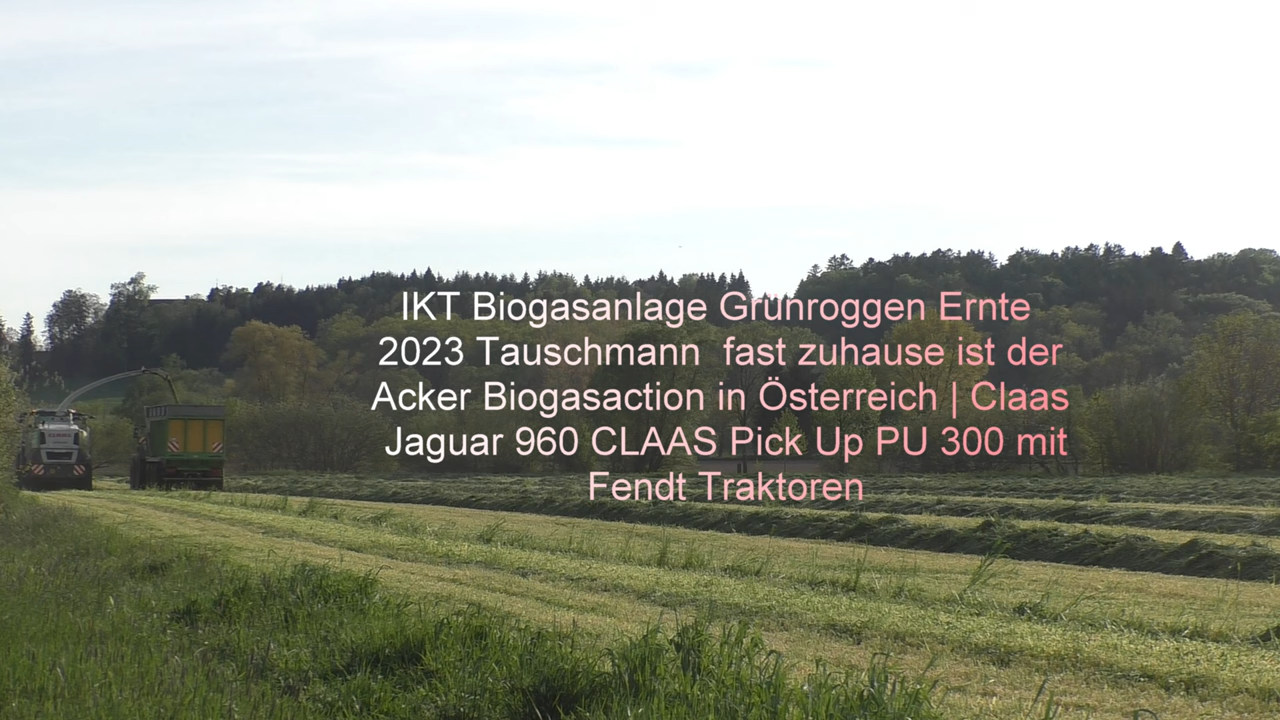 IKT Biogasanlage Grunroggen Ernte
2023 Tauschmann  fast zuhause ist der
Acker Biogasaction in Österreich | Claas
Jaguar 960 CLAAS Pick Up PU 300 mit
Fendt Traktoren